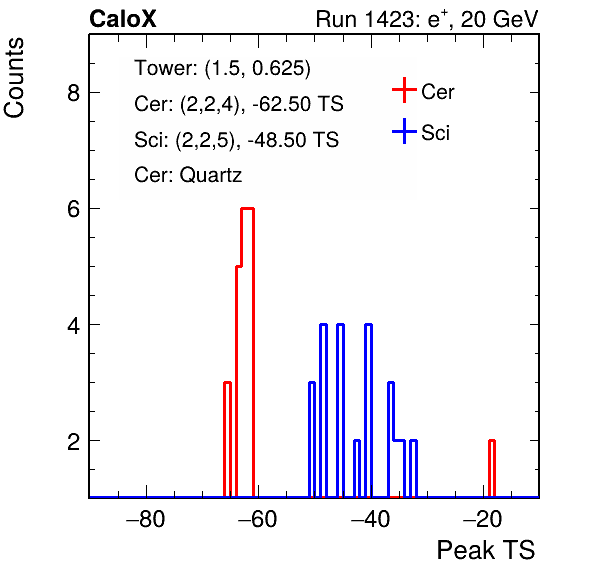 CaloX Run 1423: e⁺, 20 GeV
Counts
Tower: (1.5, 0.625)
Cer: (2,2,4), -62.50 TS
Sci: (2,2,5), -48.50 TS
Cer: Quartz
Cer
Sci
8
6
4
2
−80 −60 −40 −20
Peak TS